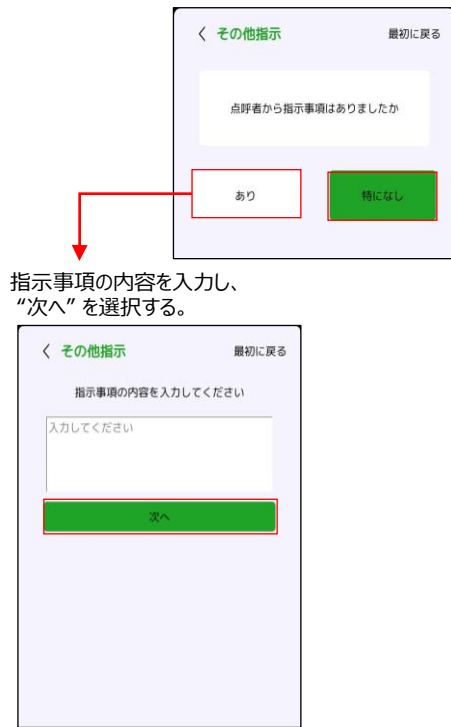 く その他指示 最初に戻る
点呼者から指示事項はありましたか
あり 特になし
指示事項の内容を入力し、
“次へ” を選択する。
く その他指示 最初に戻る
指示事項の内容を入力してください
入力してください
次へ